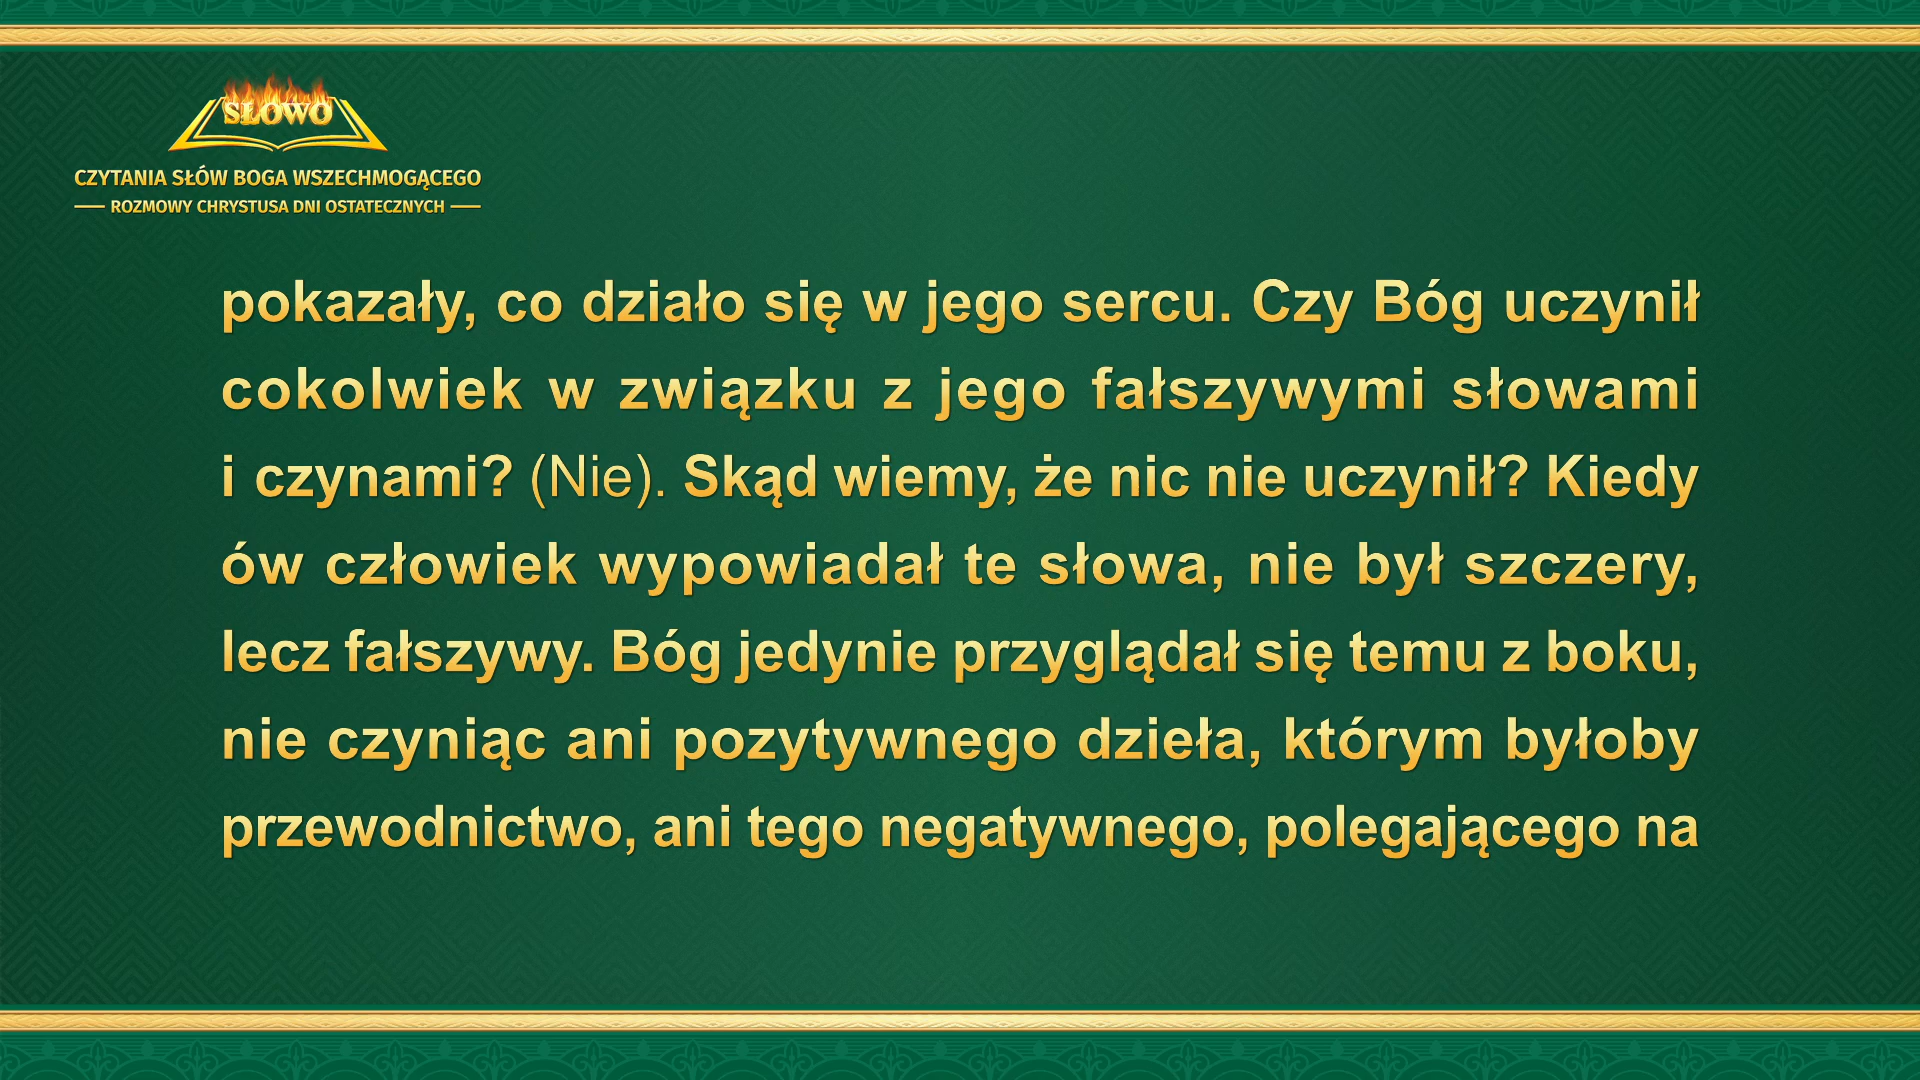 SŁOWO
CZYTANIA SŁÓW BOGA WSZECHMOGĄCEGO
ROZMOWY CHRYSTUSA DNI OSTATECZNYCH
pokazały, co działo się w jego sercu. Czy Bóg uczynił
cokolwiek w związku z jego fałszywymi słowami
i czynami? (Nie). Skąd wiemy, że nic nie uczynił? Kiedy
ów człowiek wypowiadał te słowa, nie był szczery,
lecz fałszywy. Bóg jedynie przyglądał się temu z boku,
nie czyniąc ani pozytywnego dzieła, którym byłoby
przewodnictwo, ani tego negatywnego, polegającego na